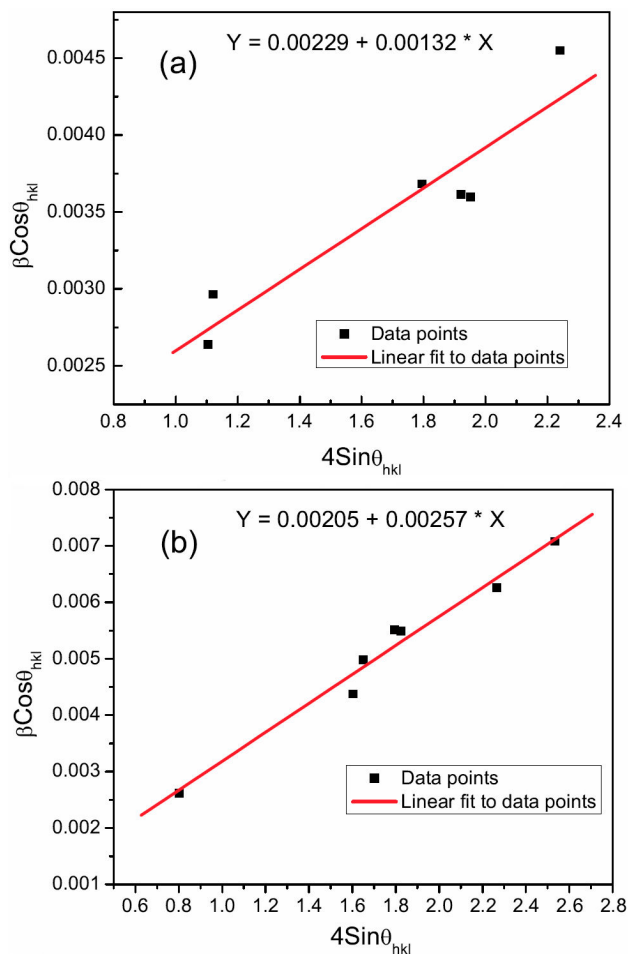 (a)
Y = 0.00229 + 0.00132 * X
0.0045
0.0040
0.0035
0.0030
0.0025
βCosθhkl
Data points
Linear fit to data points
0.8 1.0 1.2 1.4 1.6 1.8 2.0 2.2 2.4
4Sinθhkl
(b)
Y = 0.00205 + 0.00257 * X
0.008
0.007
0.006
0.005
0.004
0.003
0.002
0.001
βCosθhkl
Data points
Linear fit to data points
0.6 0.8 1.0 1.2 1.4 1.6 1.8 2.0 2.2 2.4 2.6 2.8
4Sinθhkl